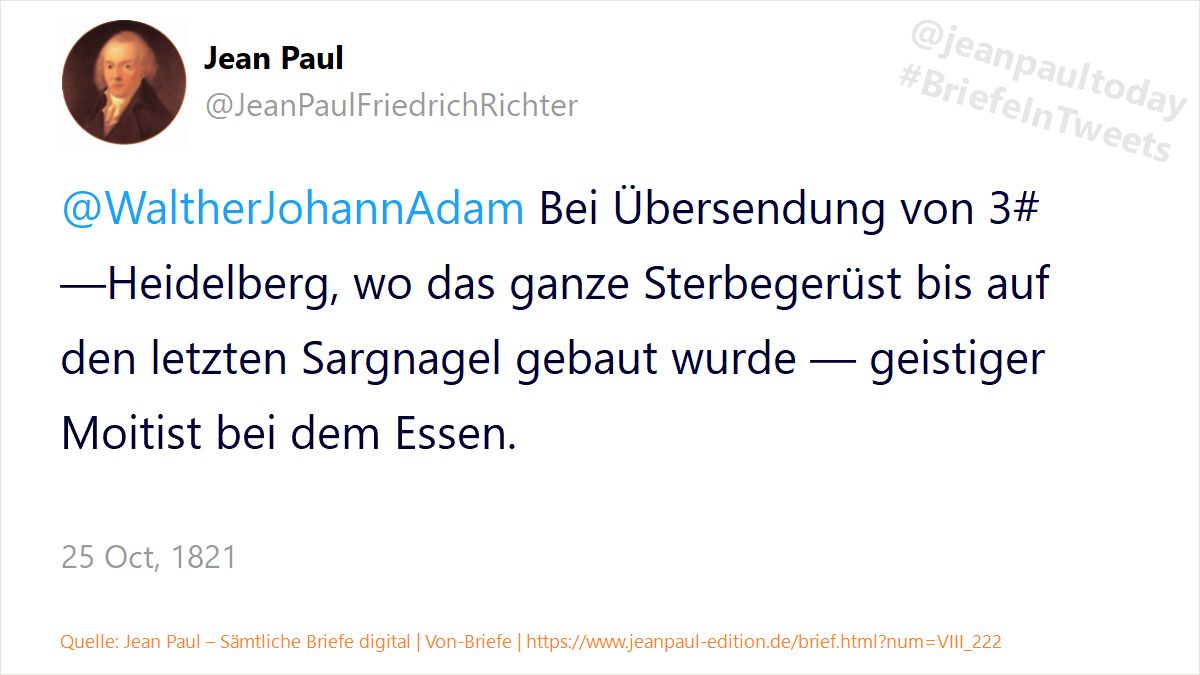 Jean Paul
@JeanPaulFriedrichRichter
@jeanpaultoday
#BriefeInTweets
@WaltherJohannAdam Bei Übersendung von 3#
—Heidelberg, wo das ganze Sterbegerüst bis auf
den letzten Sargnagel gebaut wurde — geistiger
Moitist bei dem Essen.
25 Oct, 1821
Quelle: Jean Paul – Sämtliche Briefe digital | Von-Briefe | https://www.jeanpaul-edition.de/brief.html?num=VIII_222